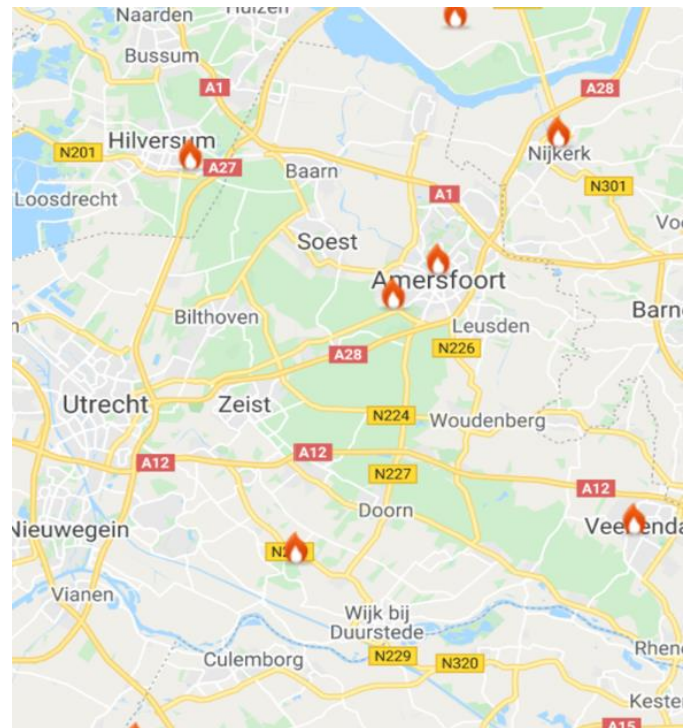 Naarden
Huizen
Bussum
A1
A28
Hilversum
N201
A27
Nijkerk
Baarn
N301
Loosdrecht
A1
Soest
Amersfoort
Bilthoven
Leusden
A28
N226
Utrecht
Zeist
N224
Woudenberg
A12
A12
N227
A12
Doorn
Nieuwegein
Vianen
Wijk bij
Duurstede
Culemborg
N229
N320
A15